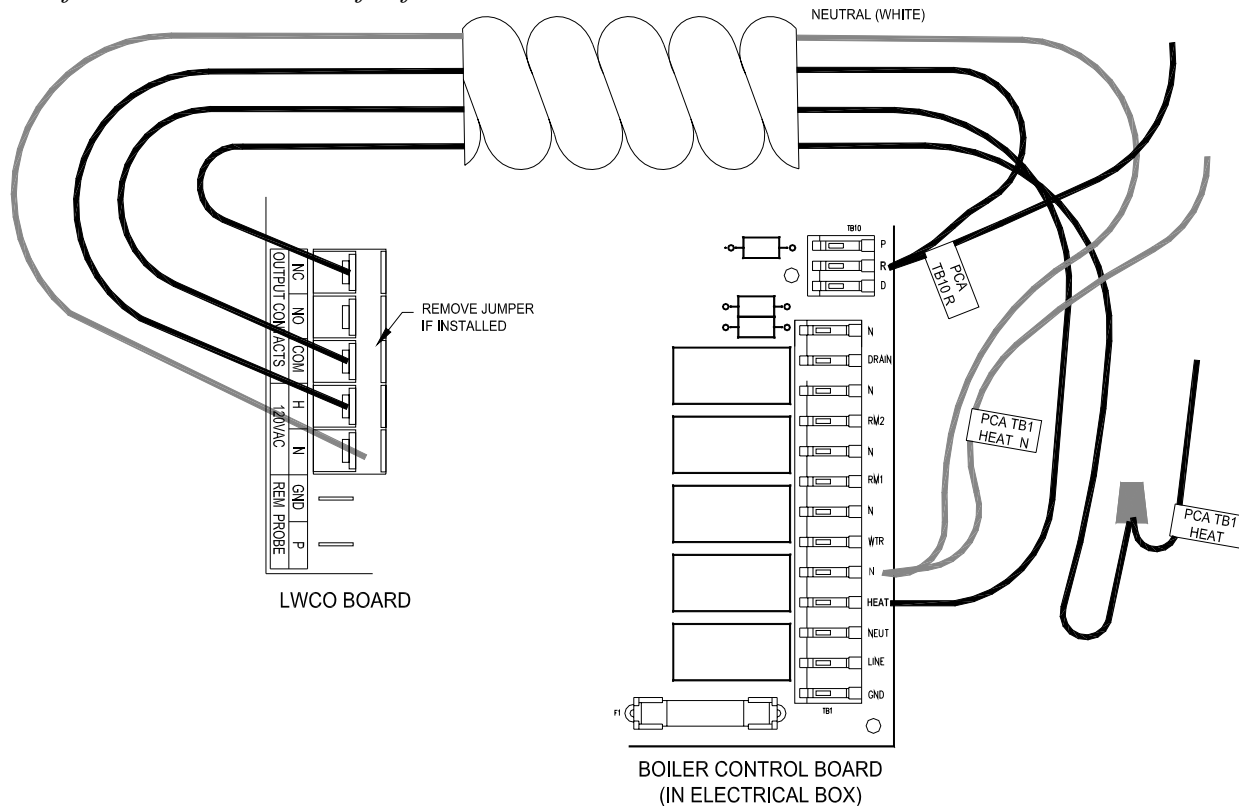 NEUTRAL (WHITE)
NC
NO
COM
H
N
GND
P
OUTPUT CONTACTS
120VAC
REM PROBE
REMOVE JUMPER
IF INSTALLED
LWCO BOARD
TB10
P
R
D
PCA
TB10 R
N
DRAIN
N
RM2
N
RM1
N
WTR
N
HEAT
NEUT
LINE
GND
TB1
F1
PCA TB1
HEAT N
PCA TB1
HEAT
BOILER CONTROL BOARD
(IN ELECTRICAL BOX)